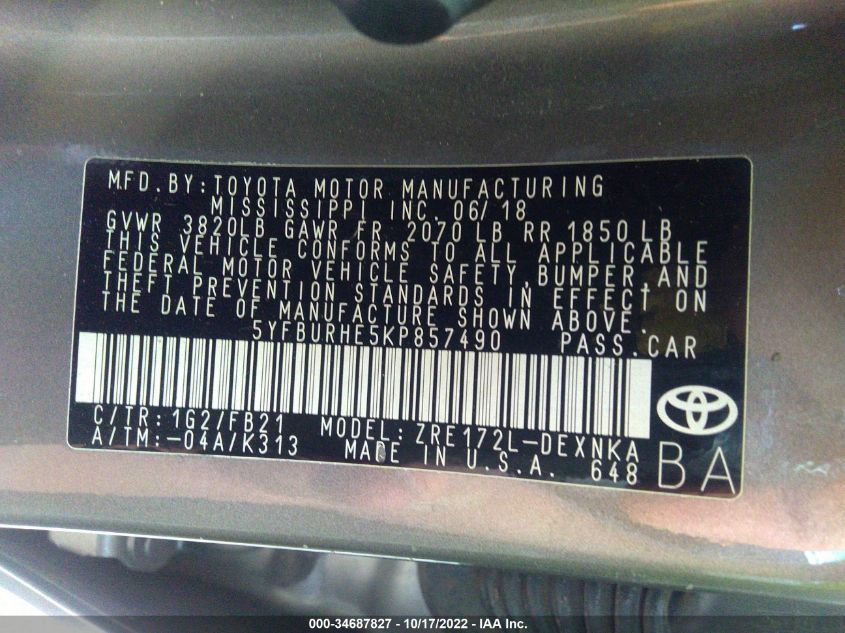 MFD.BY:TOYOTA MOTOR MANUFACTURING
MISSISSIPPI INC. 06/18
GVWR 3820LB GAWR FR 2070 LB RR 1850 LB
THIS VEHICLE CONFORMS TO ALL APPLICABLE
FEDERAL MOTOR VEHICLE SAFETY,BUMPER,AND
THEFT PREVENTION STANDARDS IN EFFECT ON
THE DATE OF MANUFACTURE SHOWN ABOVE.
5YFBURHE5KP857490 PASS.CAR
C/TR:1G2/FB21 MODEL:ZRE172L-DEXNKA
A/TM:-04A/K313 MADE IN U.S.A. 648
BA
000-34687827 - 10/17/2022 - IAA Inc.